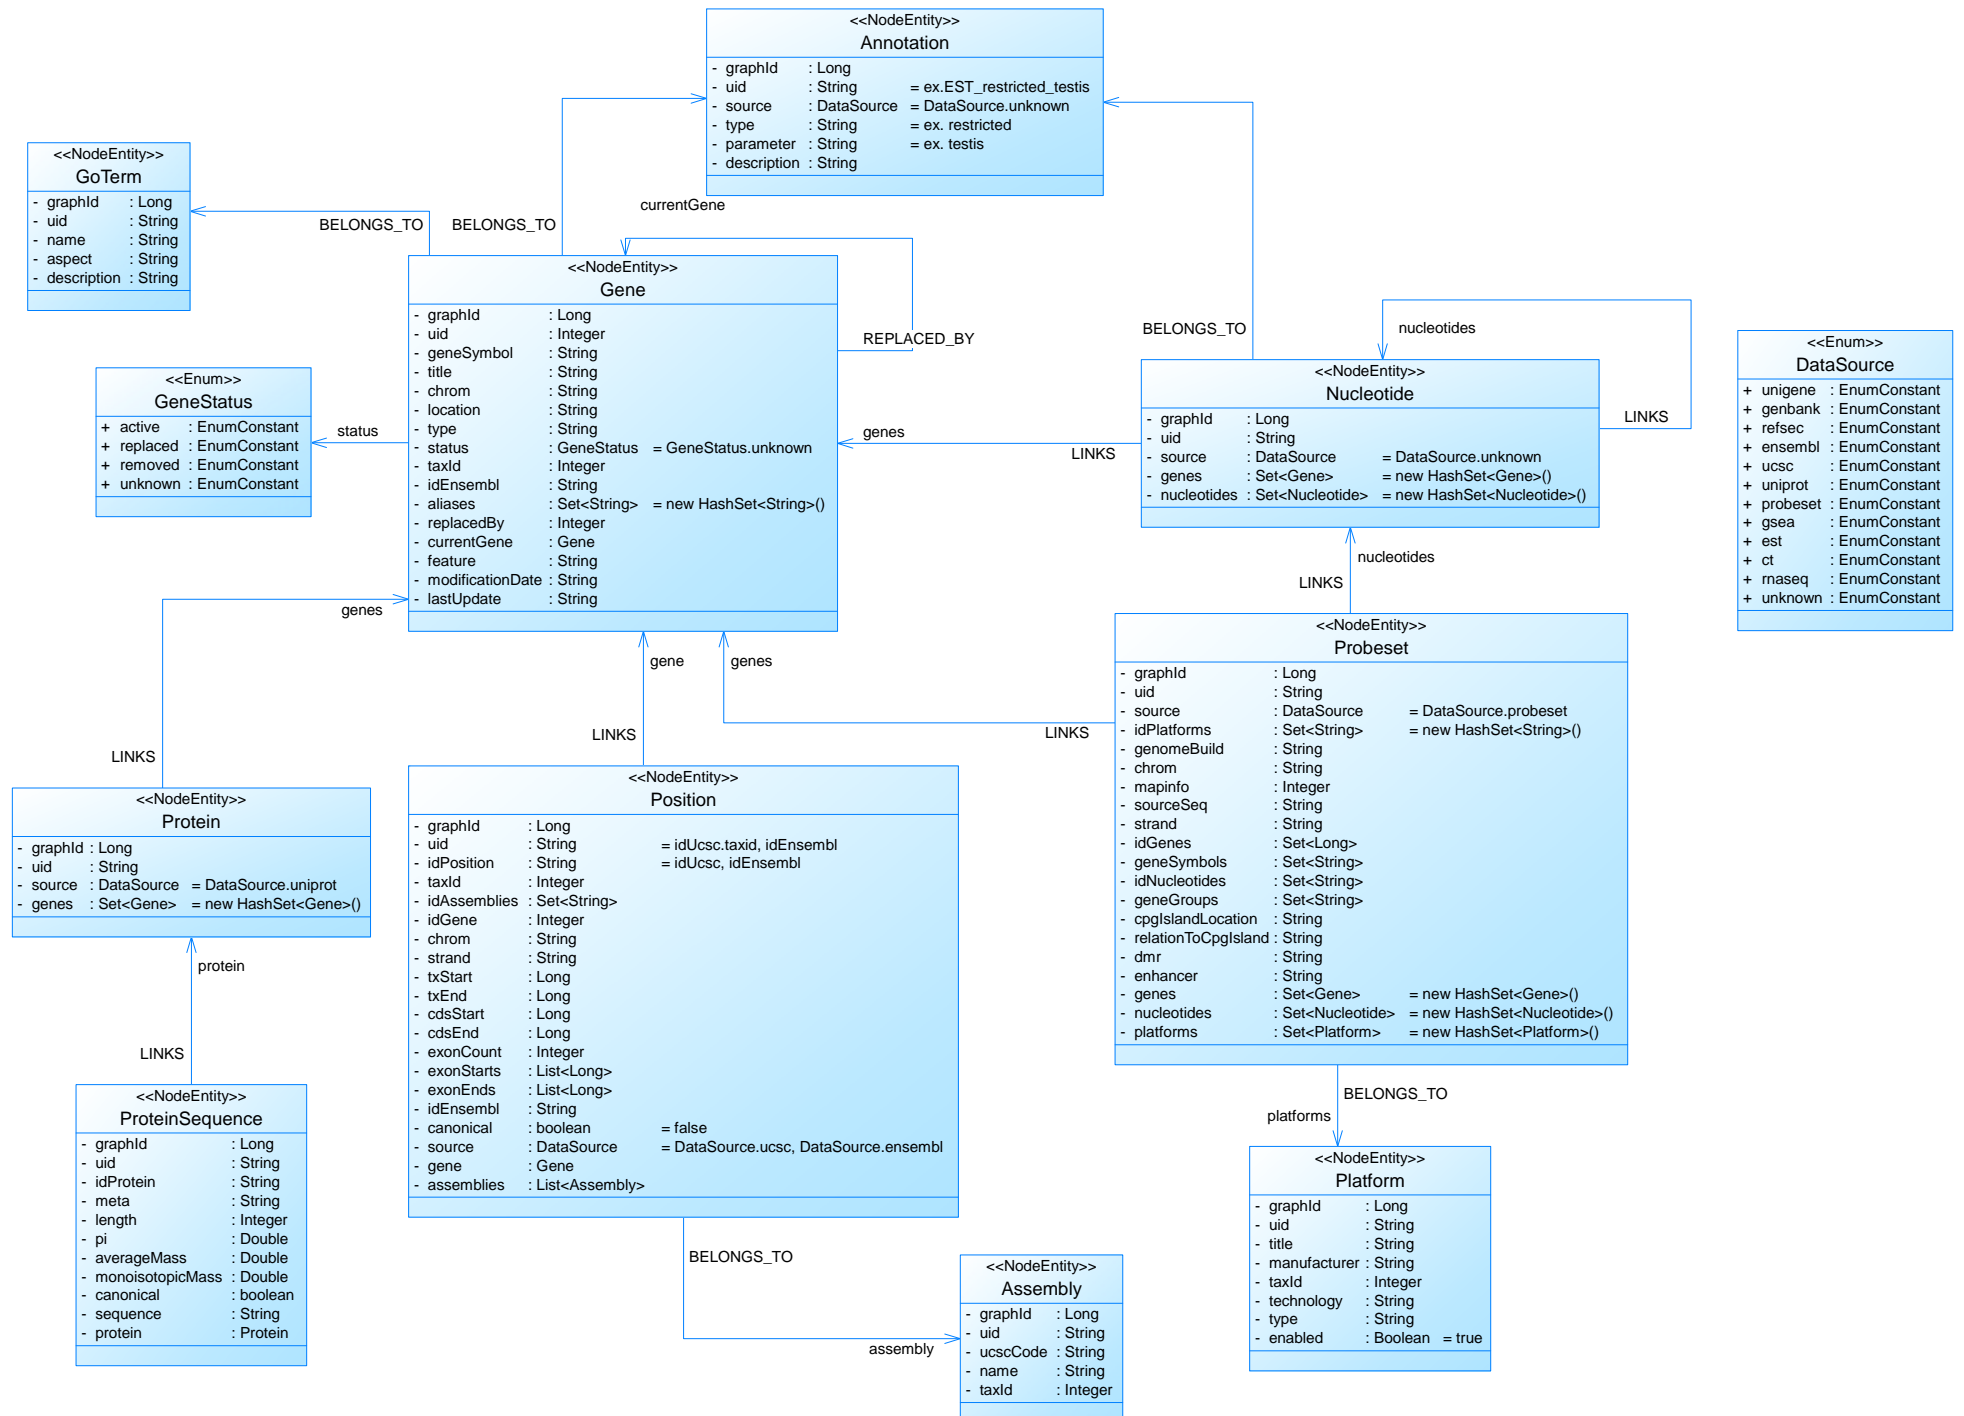 <<NodeEntity>>
Annotation
- graphId : Long
- uid : String = ex.EST_restricted_testis
- source : DataSource = DataSource.unknown
- type : String = ex. restricted
- parameter : String = ex. testis
- description : String
<<NodeEntity>>
GoTerm
- graphId : Long
- uid : String
- name : String
- aspect : String
- description : String
BELONGS_TO
BELONGS_TO
currentGene
<<NodeEntity>>
Gene
- graphId : Long
- uid : Integer
- geneSymbol : String
- title : String
- chrom : String
- location : String
- type : String
- status : GeneStatus = GeneStatus.unknown
- taxId : Integer
- idEnsembl : String
- aliases : Set<String> = new HashSet<String>()
- replacedBy : Integer
- currentGene : Gene
- feature : String
- modificationDate : String
- lastUpdate : String
REPLACED_BY
<<Enum>>
GeneStatus
+ active : EnumConstant
+ replaced : EnumConstant
+ removed : EnumConstant
+ unknown : EnumConstant
status
BELONGS_TO
nucleotides
<<NodeEntity>>
Nucleotide
- graphId : Long
- uid : String
- source : DataSource = DataSource.unknown
- genes : Set<Gene> = new HashSet<Gene>()
- nucleotides : Set<Nucleotide> = new HashSet<Nucleotide>()
LINKS
genes
LINKS
<<Enum>>
DataSource
+ unigene : EnumConstant
+ genbank : EnumConstant
+ refsec : EnumConstant
+ ensembl : EnumConstant
+ ucsc : EnumConstant
+ uniprot : EnumConstant
+ probeset : EnumConstant
+ gsea : EnumConstant
+ est : EnumConstant
+ ct : EnumConstant
+ rnaseq : EnumConstant
+ unknown : EnumConstant
nucleotides
LINKS
genes
LINKS
gene
LINKS
genes
LINKS
<<NodeEntity>>
Probeset
- graphId : Long
- uid : String
- source : DataSource = DataSource.probeset
- idPlatforms : Set<String> = new HashSet<String>()
- genomeBuild : String
- chrom : String
- mapinfo : Integer
- sourceSeq : String
- strand : String
- idGenes : Set<Long>
- geneSymbols : Set<String>
- idNucleotides : Set<String>
- geneGroups : Set<String>
- cpgIslandLocation : String
- relationToCpgIsland : String
- dmr : String
- enhancer : String
- genes : Set<Gene> = new HashSet<Gene>()
- nucleotides : Set<Nucleotide> = new HashSet<Nucleotide>()
- platforms : Set<Platform> = new HashSet<Platform>()
<<NodeEntity>>
Protein
- graphId : Long
- uid : String
- source : DataSource = DataSource.uniprot
- genes : Set<Gene> = new HashSet<Gene>()
protein
LINKS
<<NodeEntity>>
Position
- graphId : Long
- uid : String = idUcsc.taxid, idEnsembl
- idPosition : String = idUcsc, idEnsembl
- taxId : Integer
- idAssemblies : Set<String>
- idGene : Integer
- chrom : String
- strand : String
- txStart : Long
- txEnd : Long
- cdsStart : Long
- cdsEnd : Long
- exonCount : Integer
- exonStarts : List<Long>
- exonEnds : List<Long>
- idEnsembl : String
- canonical : boolean = false
- source : DataSource = DataSource.ucsc, DataSource.ensembl
- gene : Gene
- assemblies : List<Assembly>
<<NodeEntity>>
ProteinSequence
- graphId : Long
- uid : String
- idProtein : String
- meta : String
- length : Integer
- pi : Double
- averageMass : Double
- monoisotopicMass : Double
- canonical : boolean
- sequence : String
- protein : Protein
BELONGS_TO
platforms
<<NodeEntity>>
Platform
- graphId : Long
- uid : String
- title : String
- manufacturer : String
- taxId : Integer
- technology : String
- type : String
- enabled : Boolean = true
BELONGS_TO
assembly
<<NodeEntity>>
Assembly
- graphId : Long
- uid : String
- ucscCode : String
- name : String
- taxId : Integer